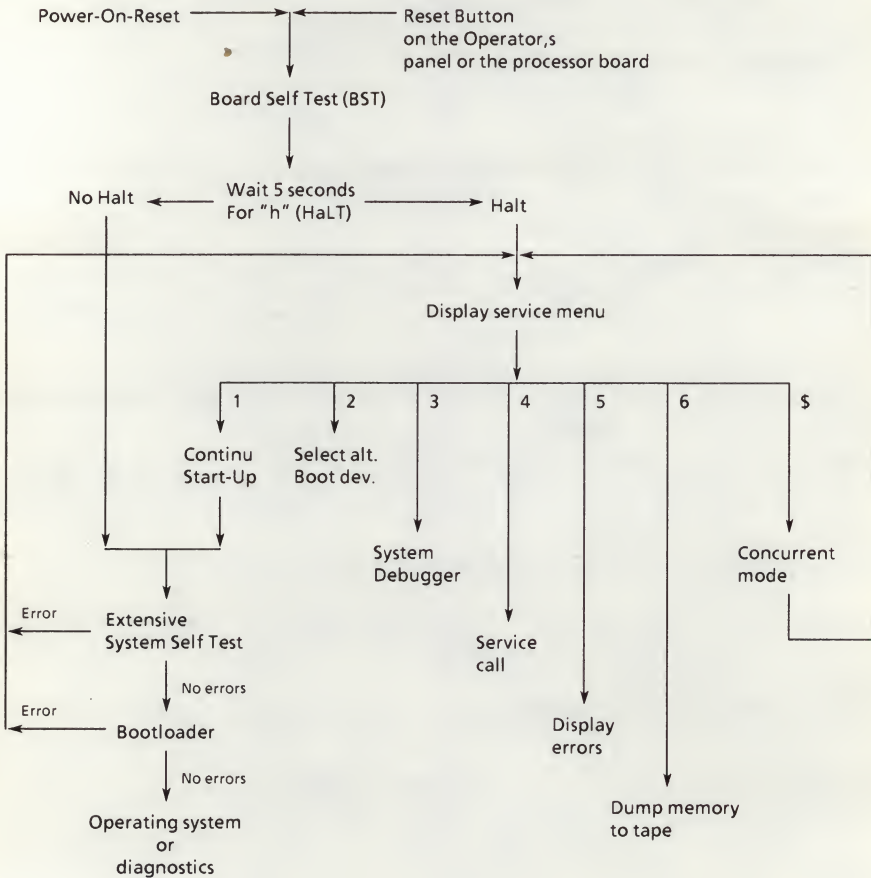 Power-On-Reset
Reset Button
on the Operator,s
panel or the processor board
Board Self Test (BST)
No Halt
Wait 5 seconds
For "h" (HaLT)
Halt
Display service menu
1
2
3
4
5
6
$
Continu
Start-Up
Select alt.
Boot dev.
System
Debugger
Concurrent
mode
Error
Extensive
System Self Test
Service
call
No errors
Error
Bootloader
Display
errors
No errors
Dump memory
to tape
Operating system
or
diagnostics